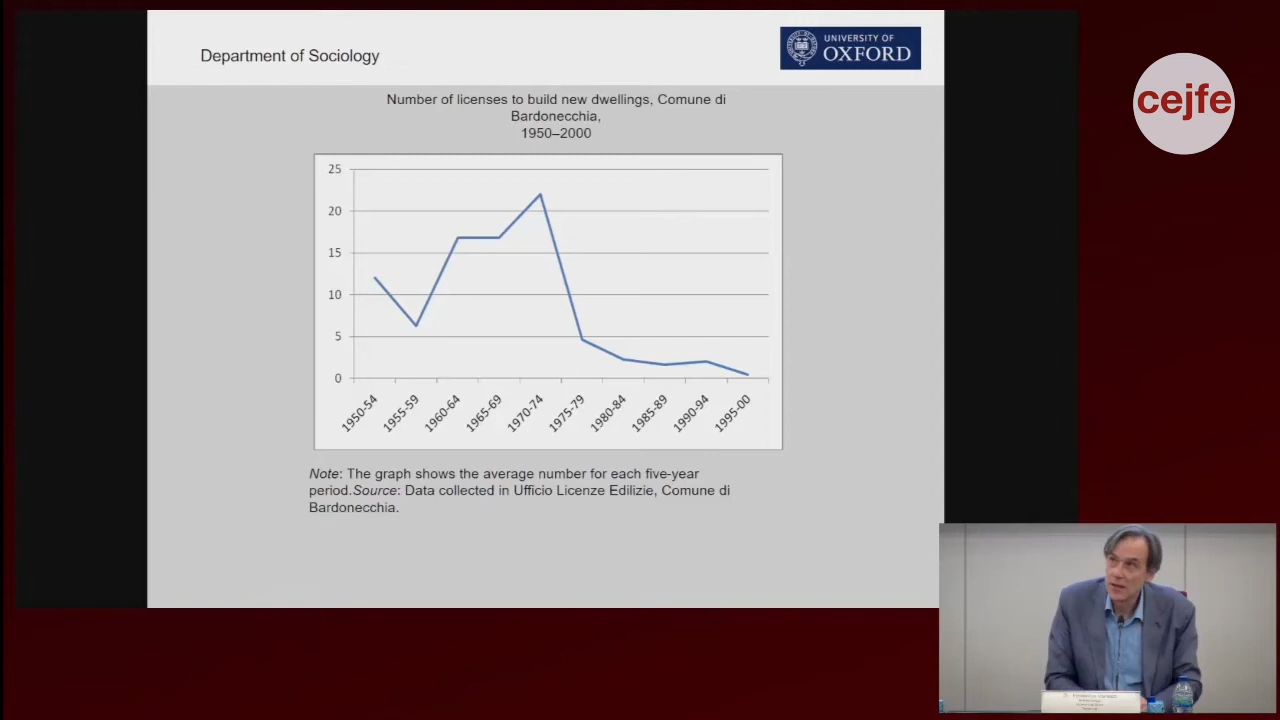 Department of Sociology
UNIVERSITY OF
OXFORD
cejfe
Number of licenses to build new dwellings, Comune di
Bardonecchia,
1950–2000
25
20
15
10
5
0
1950-54
1955-59
1960-64
1965-69
1970-74
1975-79
1980-84
1985-89
1990-94
1995-00
Note: The graph shows the average number for each five-year
period.Source: Data collected in Ufficio Licenze Edilizie, Comune di
Bardonecchia.